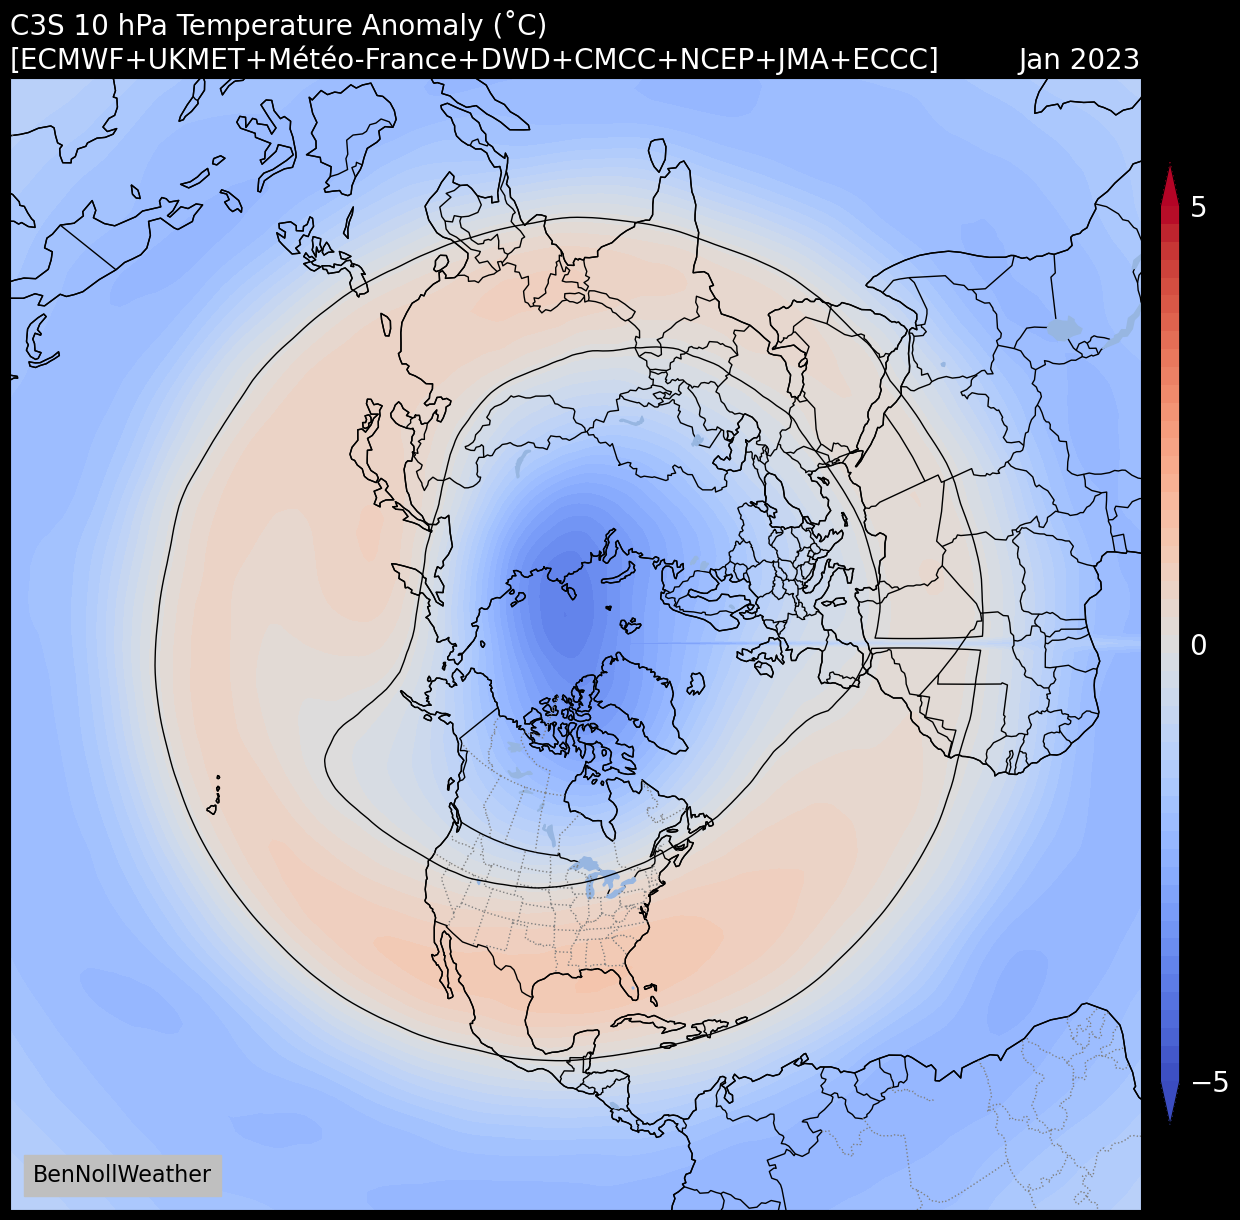 C3S 10 hPa Temperature Anomaly (˚C)
[ECMWF+UKMET+Météo-France+DWD+CMCC+NCEP+JMA+ECCC] Jan 2023
5
0
−5
BenNollWeather